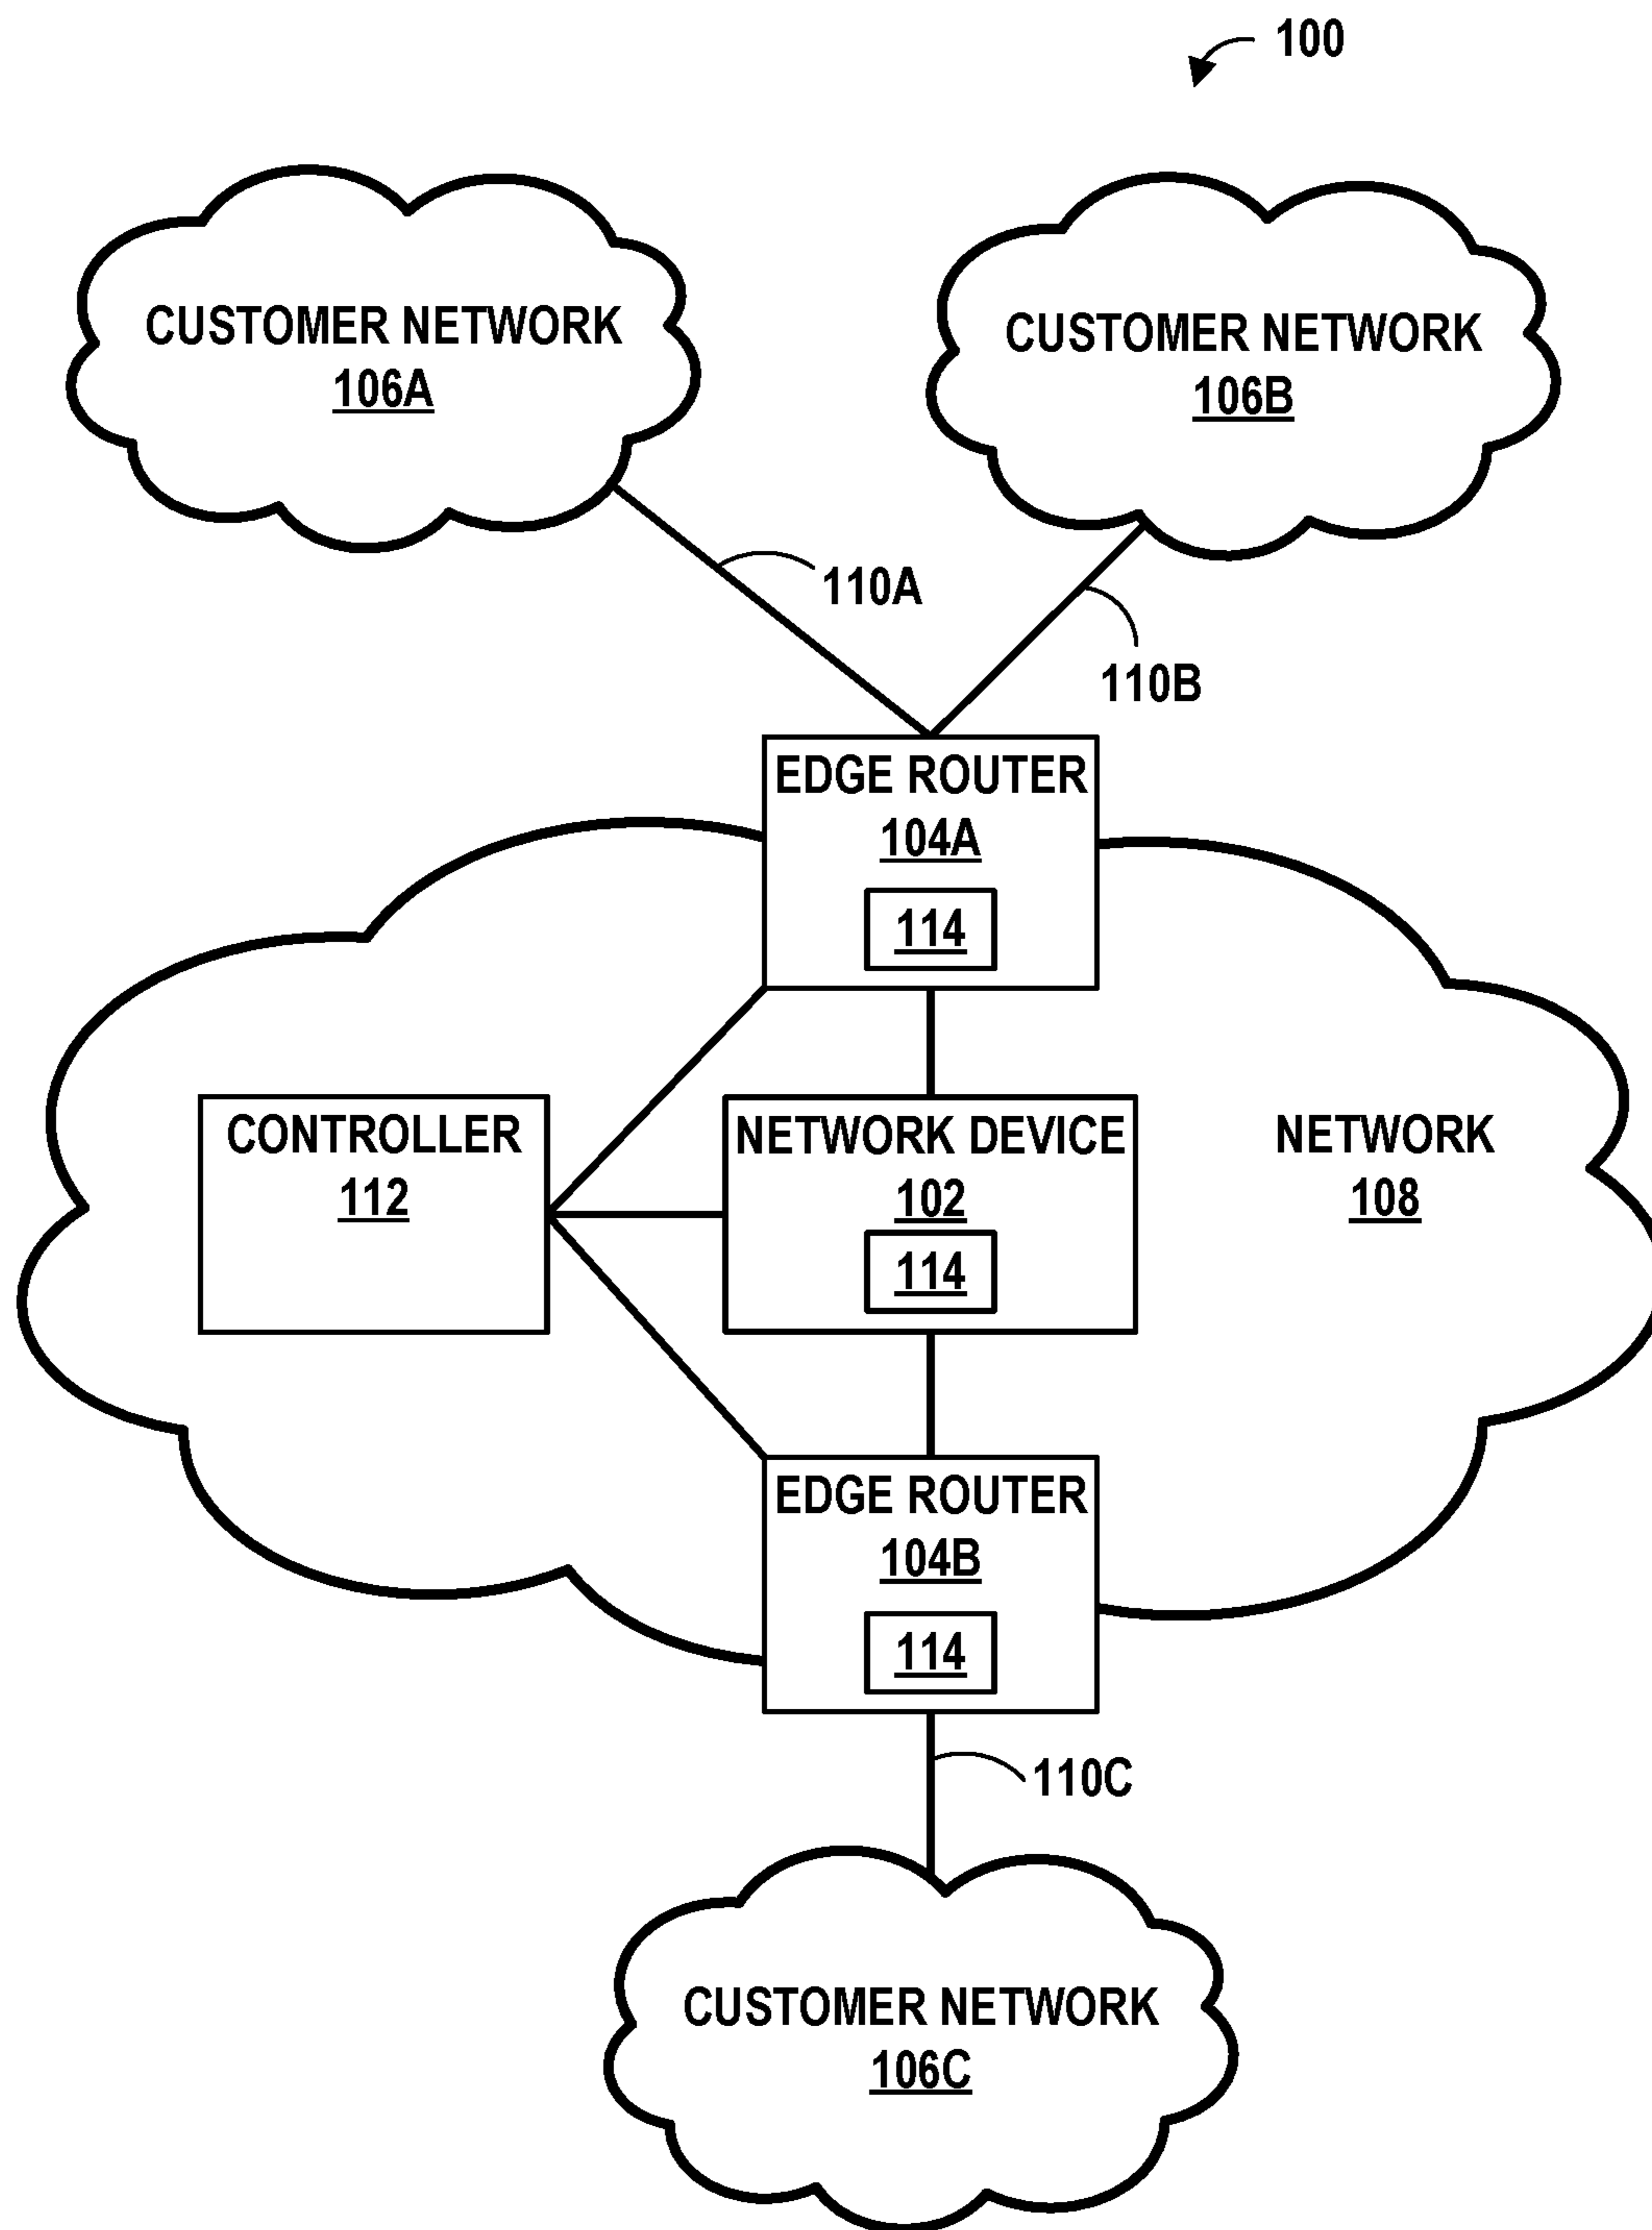 100
CUSTOMER NETWORK
106A
CUSTOMER NETWORK
106B
110A
110B
EDGE ROUTER
104A
114
CONTROLLER
112
NETWORK DEVICE
102
114
NETWORK
108
EDGE ROUTER
104B
114
110C
CUSTOMER NETWORK
106C